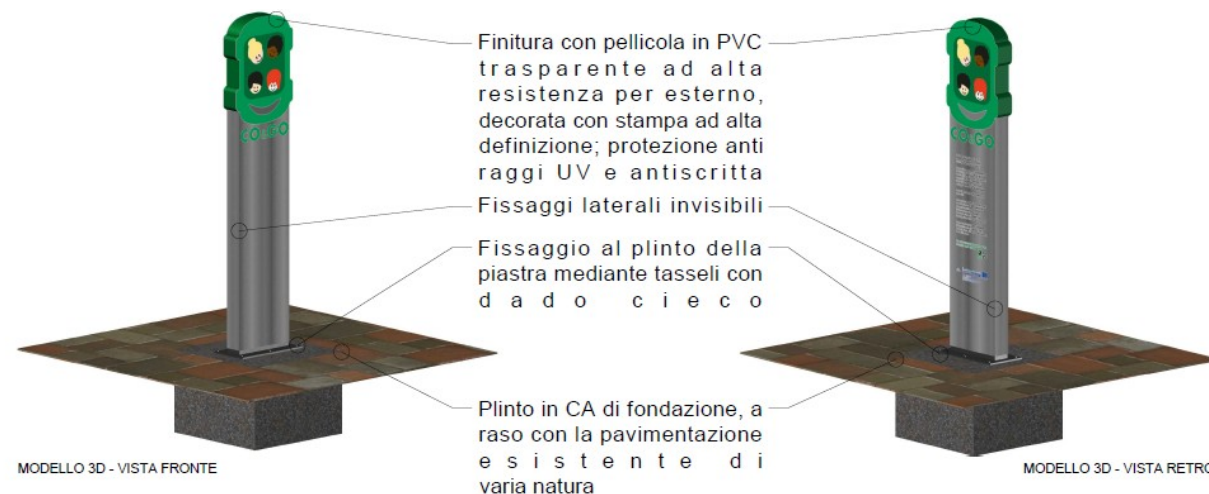 Finitura con pellicola in PVC
trasparente ad alta
resistenza per esterno,
decorata con stampa ad alta
definizione; protezione anti
raggi UV e antiscritta
Fissaggi laterali invisibili
Fissaggio al plinto della
piastra mediante tasseli con
dado cieco
Plinto in CA di fondazione, a
raso con la pavimentazione
esistente di
varia natura
MODELLO 3D - VISTA FRONTE
MODELLO 3D - VISTA RETRO